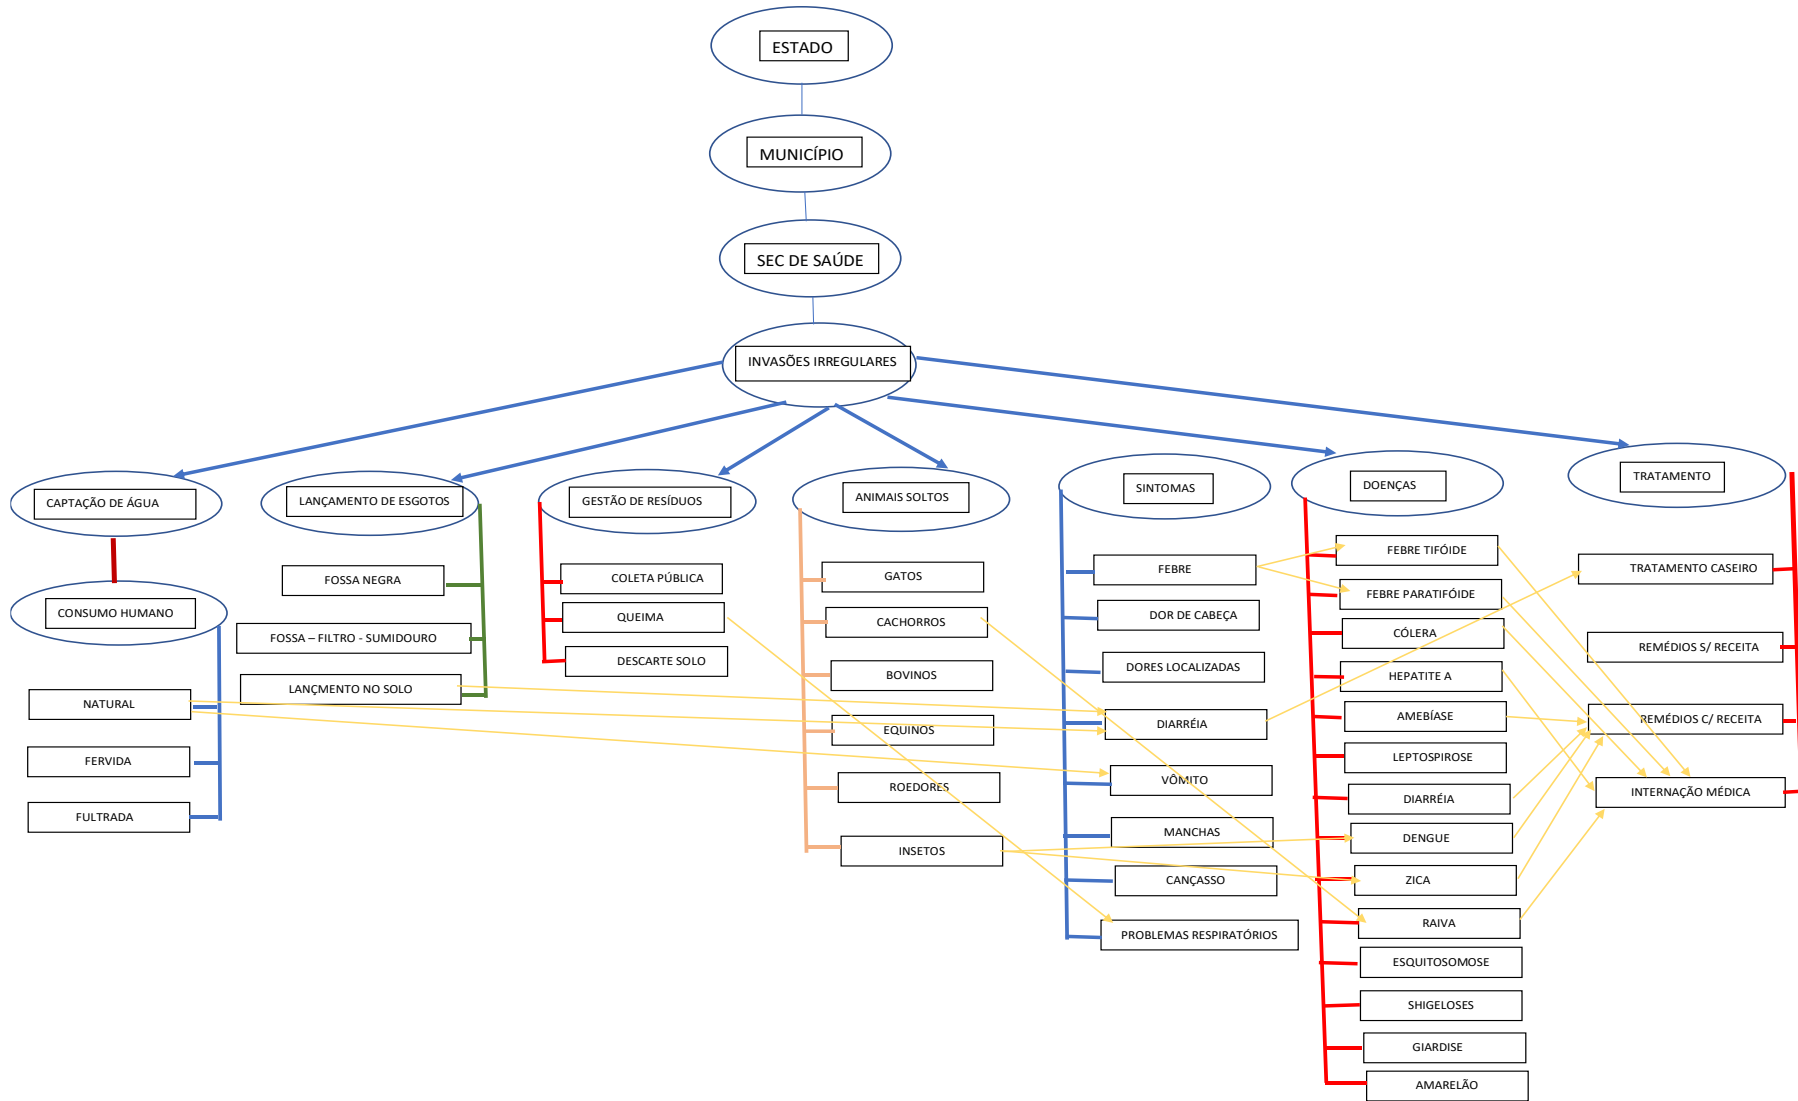 ESTADO
MUNICÍPIO
SEC DE SAÚDE
INVASÕES IRREGULARES
CAPTAÇÃO DE ÁGUA
CONSUMO HUMANO
NATURAL
FERVIDA
FULTRADA
LANÇAMENTO DE ESGOTOS
FOSSA NEGRA
FOSSA – FILTRO - SUMIDOURO
LANÇMENTO NO SOLO
GESTÃO DE RESÍDUOS
COLETA PÚBLICA
QUEIMA
DESCARTE SOLO
ANIMAIS SOLTOS
GATOS
CACHORROS
BOVINOS
EQUINOS
ROEDORES
INSETOS
SINTOMAS
FEBRE
DOR DE CABEÇA
DORES LOCALIZADAS
DIARRÉIA
VÔMITO
MANCHAS
CANÇASSO
PROBLEMAS RESPIRATÓRIOS
DOENÇAS
FEBRE TIFÓIDE
FEBRE PARATIFÓIDE
CÓLERA
HEPATITE A
AMEBÍASE
LEPTOSPIROSE
DIARRÉIA
DENGUE
ZICA
RAIVA
ESQUITOSOMOSE
SHIGELOSES
GIARDISE
AMARELÃO
TRATAMENTO
TRATAMENTO CASEIRO
REMÉDIOS S/ RECEITA
REMÉDIOS C/ RECEITA
INTERNAÇÃO MÉDICA